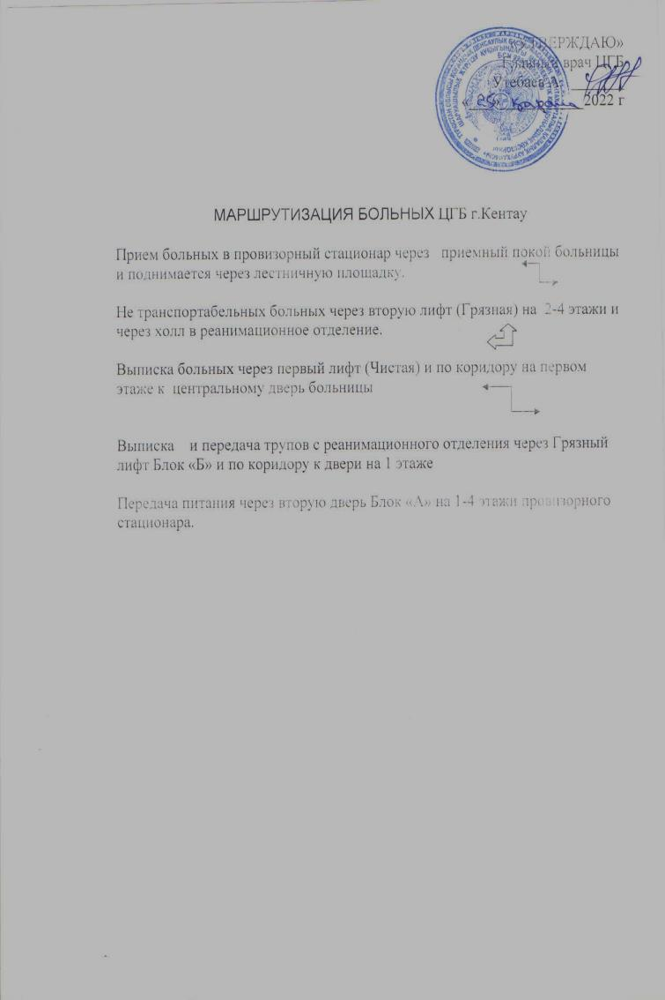 «УТВЕРЖДАЮ»
Главный врач ЦГБ
Утебаев А.
« 25 » қараша 2022 г
МАРШРУТИЗАЦИЯ БОЛЬНЫХ ЦГБ г.Кентау
Прием больных в провизорный стационар через приемный покой больницы
и поднимается через лестничную площадку.
Не транспортабельных больных через вторую лифт (Грязная) на 2-4 этажи и
через холл в реанимационное отделение.
Выписка больных через первый лифт (Чистая) и по коридору на первом
этаже к центральному дверь больницы
Выписка и передача трупов с реанимационного отделения через Грязный
лифт Блок «Б» и по коридору к двери на 1 этаже
Передача питания через вторую дверь Блок «А» на 1-4 этажи провизорного
стационара.